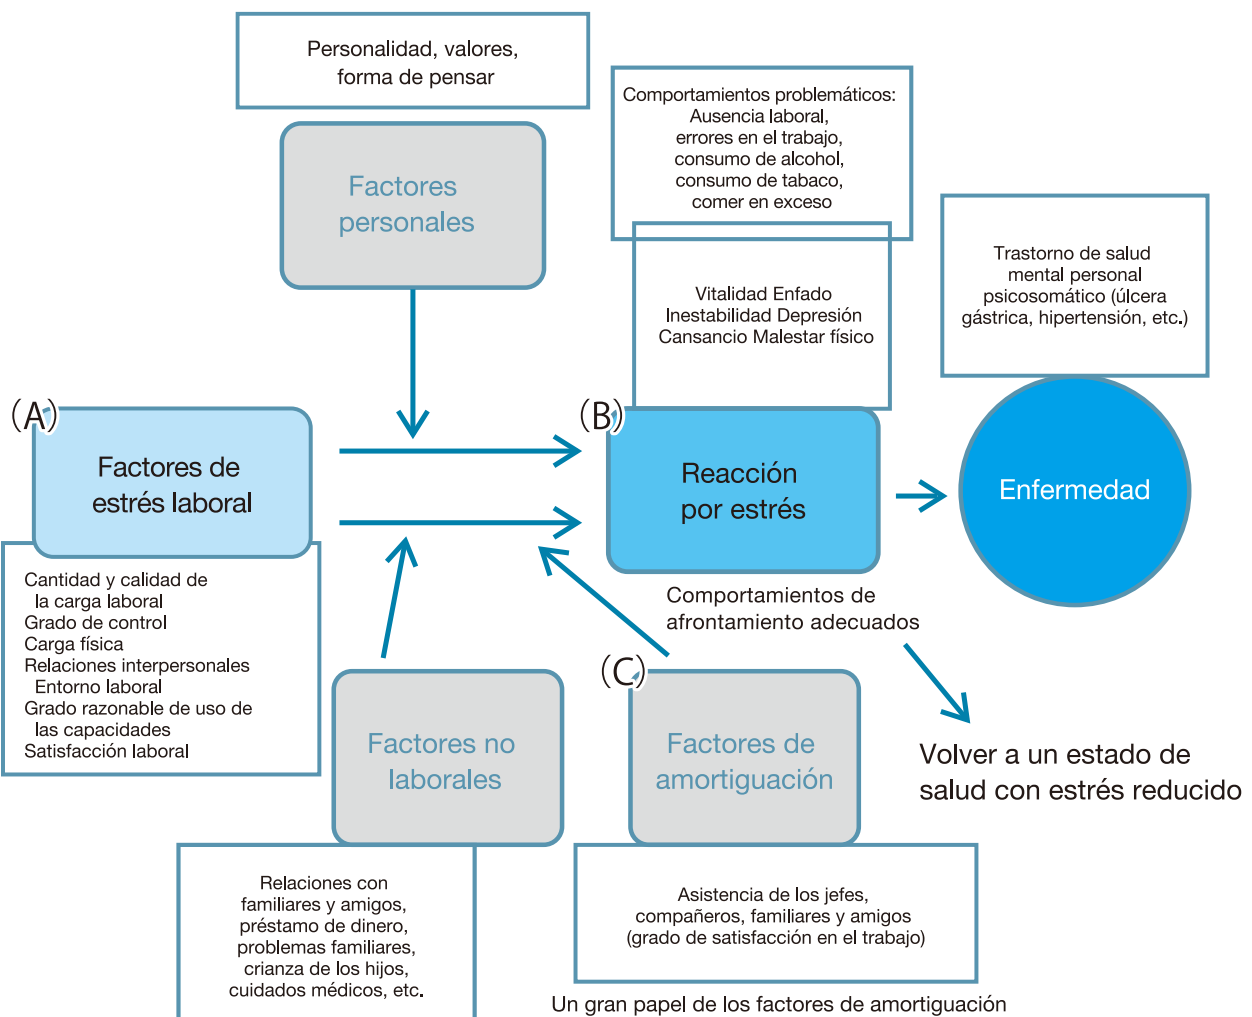 Personalidad, valores,
forma de pensar
Factores
personales
Comportamientos problemáticos:
Ausencia laboral,
errores en el trabajo,
consumo de alcohol,
consumo de tabaco,
comer en exceso
Vitalidad Enfado
Inestabilidad Depresión
Cansancio Malestar físico
Trastorno de salud
mental personal
psicosomático (úlcera
gástrica, hipertensión, etc.)
(A)
Factores de
estrés laboral
(B)
Reacción
por estrés
Enfermedad
Cantidad y calidad de
la carga laboral
Grado de control
Carga física
Relaciones interpersonales
Entorno laboral
Grado razonable de uso de
las capacidades
Satisfacción laboral
Comportamientos de
afrontamiento adecuados
Factores no
laborales
(C)
Factores de
amortiguación
Volver a un estado de
salud con estrés reducido
Relaciones con
familiares y amigos,
préstamo de dinero,
problemas familiares,
crianza de los hijos,
cuidados médicos, etc.
Asistencia de los jefes,
compañeros, familiares y amigos
(grado de satisfacción en el trabajo)
Un gran papel de los factores de amortiguación